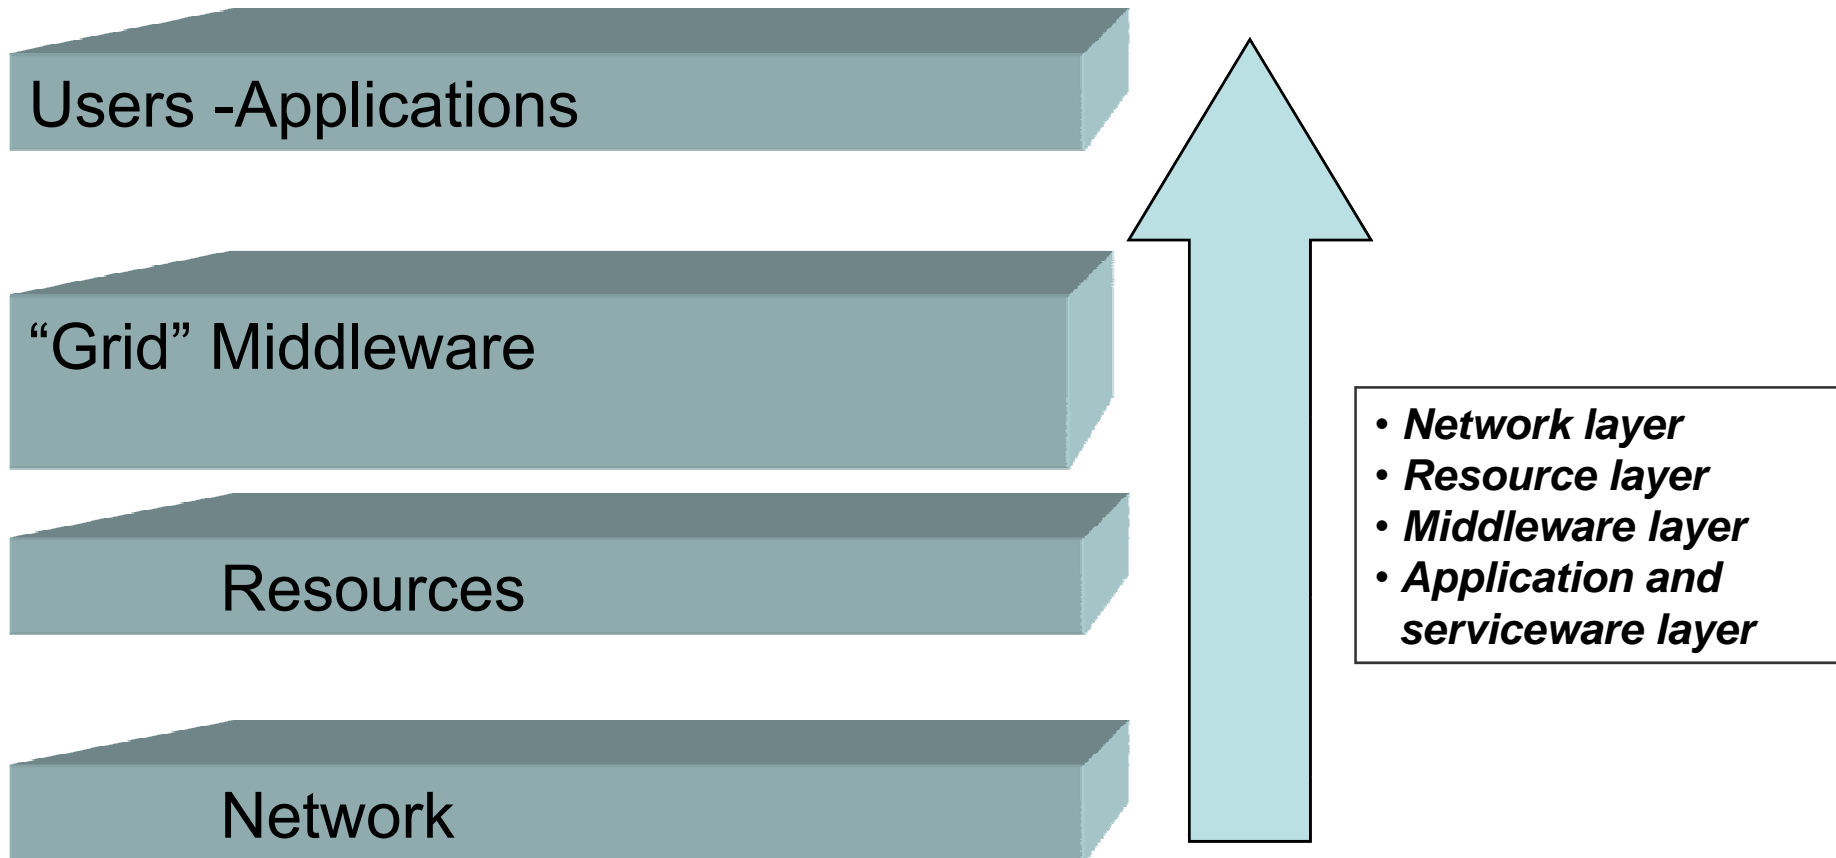 Users -Applications
“Grid” Middleware
Resources
Network
• Network layer
• Resource layer
• Middleware layer
• Application and
serviceware layer